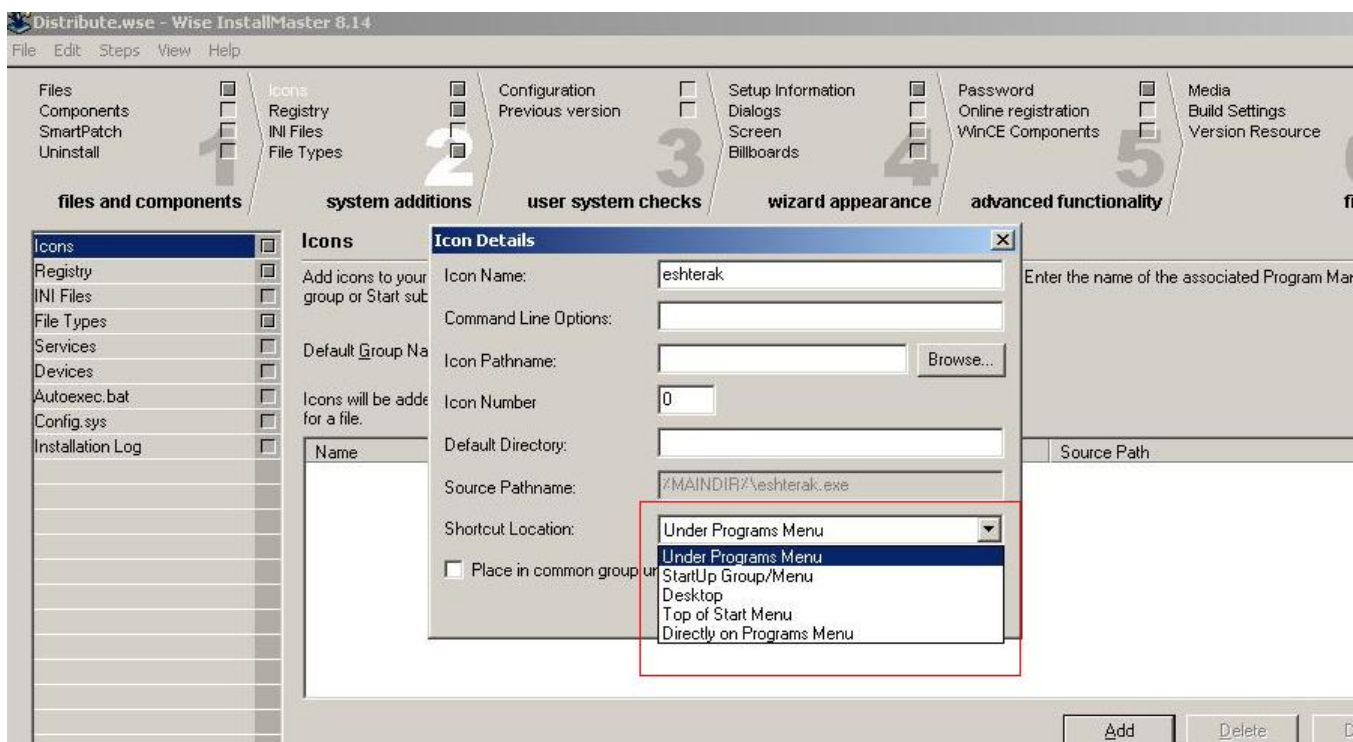 Distribute.wse - Wise InstallMaster 8.14
File Edit Steps View Help
Files
Components
SmartPatch
Uninstall
1
files and components
Icons
Registry
INI Files
File Types
2
system additions
Configuration
Previous version
3
user system checks
Setup Information
Dialogs
Screen
Billboards
4
wizard appearance
Password
Online registration
WinCE Components
5
advanced functionality
Media
Build Settings
Version Resource
Icons
Registry
INI Files
File Types
Services
Devices
Autoexec.bat
Config.sys
Installation Log
Icons
Add icons to your
group or Start sub
Enter the name of the associated Program Mar
Default Group Na
Icons will be adde
for a file.
Name
Source Path
Icon Details
Icon Name: eshterak
Command Line Options:
Icon Pathname: Browse...
Icon Number 0
Default Directory:
Source Pathname: %MAINDIR%\eshterak.exe
Shortcut Location: Under Programs Menu
Under Programs Menu
Place in common group un
StartUp Group/Menu
Desktop
Top of Start Menu
Directly on Programs Menu
Add Delete D